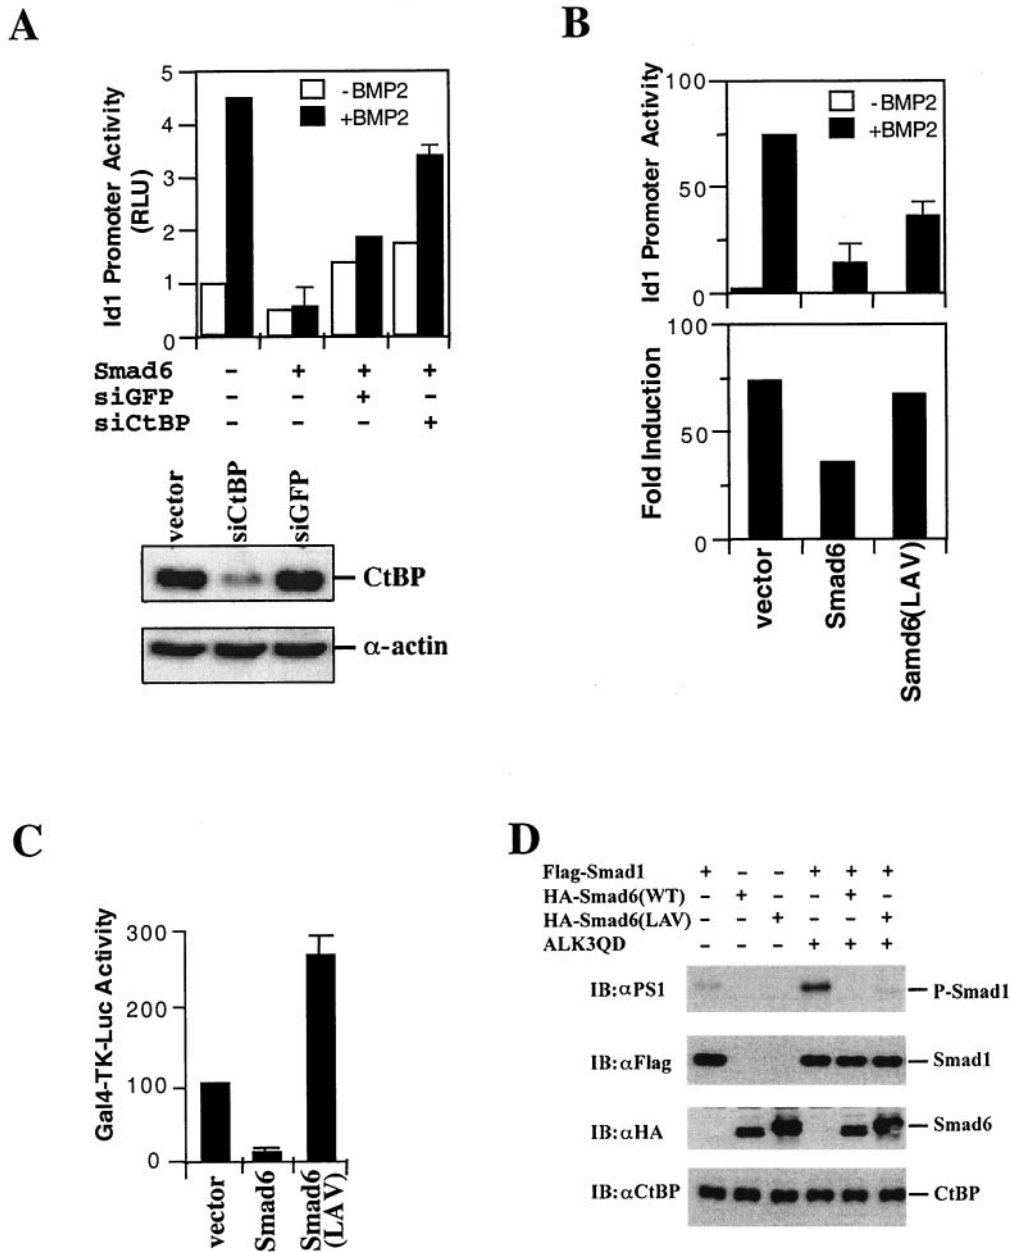 A
5
4
3
2
1
0
Id1 Promoter Activity
(RLU)
-BMP2
+BMP2
Smad6 - + + +
siGFP - - + -
siCtBP - - - +
vector
siCtBP
siGFP
CtBP
α-actin
B
100
50
0
Id1 Promoter Activity
-BMP2
+BMP2
100
50
0
Fold Induction
vector
Smad6
Samd6(LAV)
C
300
200
100
0
Gal4-TK-Luc Activity
vector
Smad6
Smad6
(LAV)
D
Flag-Smad1 + - - + + +
HA-Smad6(WT) - + - - + -
HA-Smad6(LAV) - - + - - +
ALK3QD - - - + + +
IB:αPS1 P-Smad1
IB:αFlag Smad1
IB:αHA Smad6
IB:αCtBP CtBP